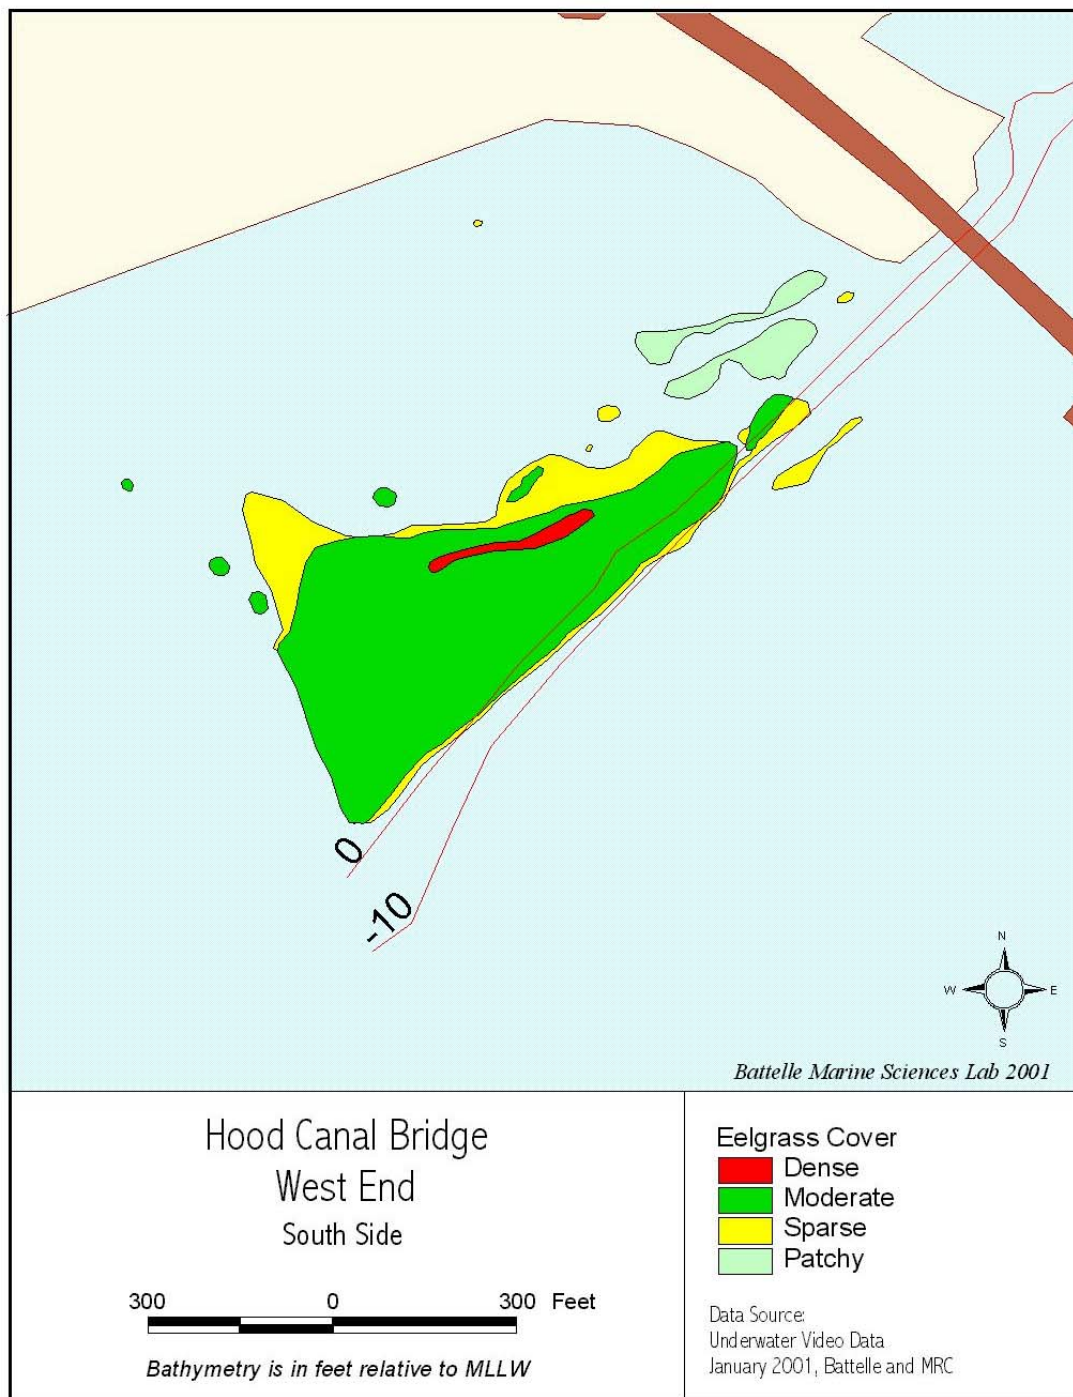 0
-10
N
W E
S
Battelle Marine Sciences Lab 2001
Hood Canal Bridge
West End
South Side
300 0 300 Feet
Bathymetry is in feet relative to MLLW
Eelgrass Cover
Dense
Moderate
Sparse
Patchy
Data Source:
Underwater Video Data
January 2001, Battelle and MRC